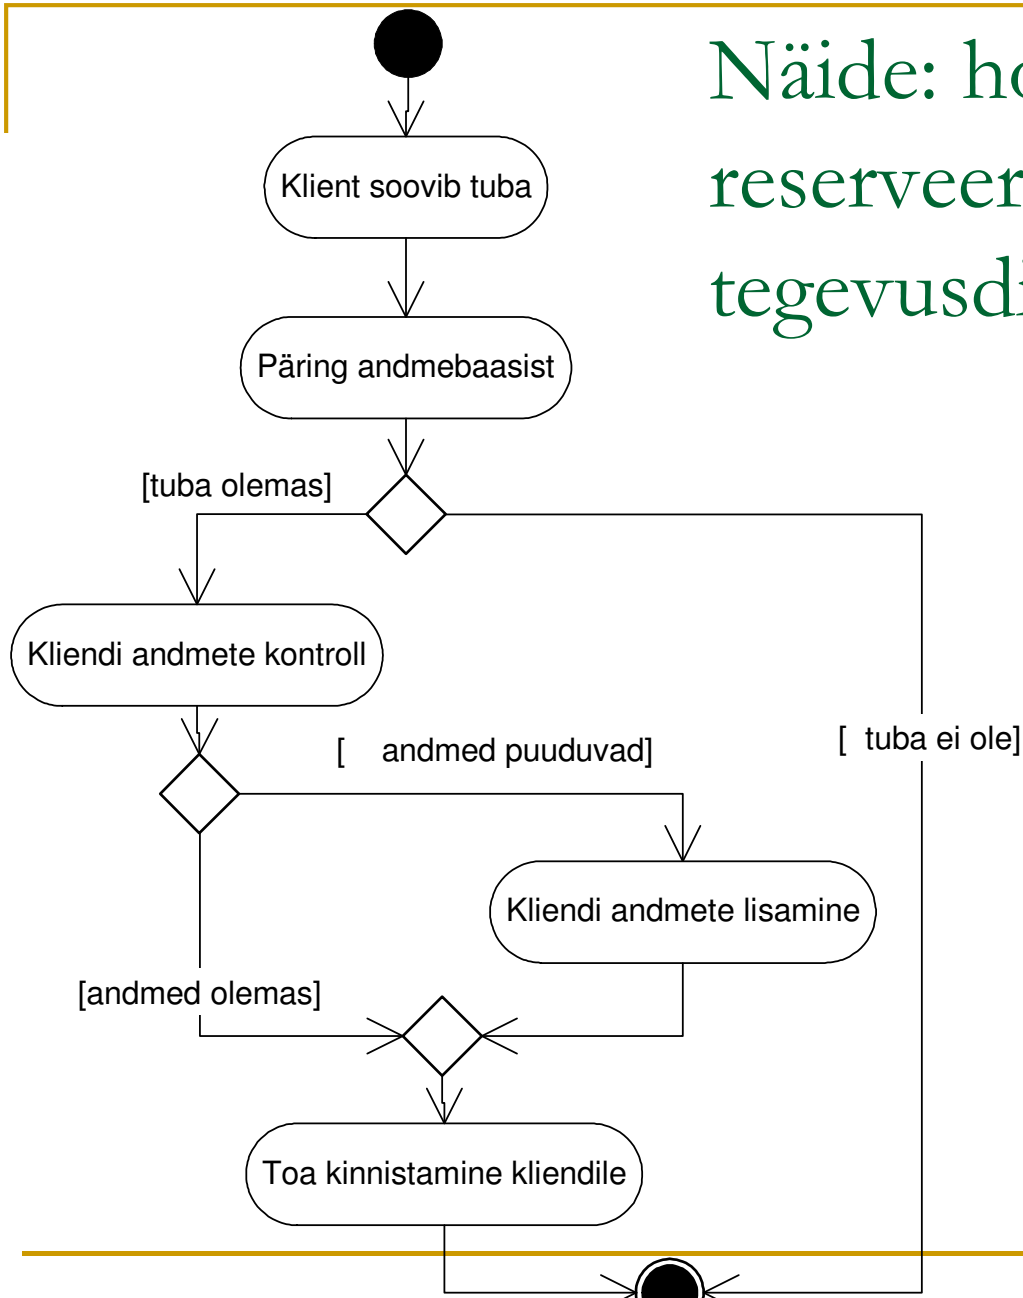 Näide: ho
reserveer
tegevusdi
Klient soovib tuba
Päring andmebaasist
[tuba olemas]
Kliendi andmete kontroll
[ andmed puuduvad]
[ tuba ei ole]
Kliendi andmete lisamine
[andmed olemas]
Toa kinnistamine kliendile